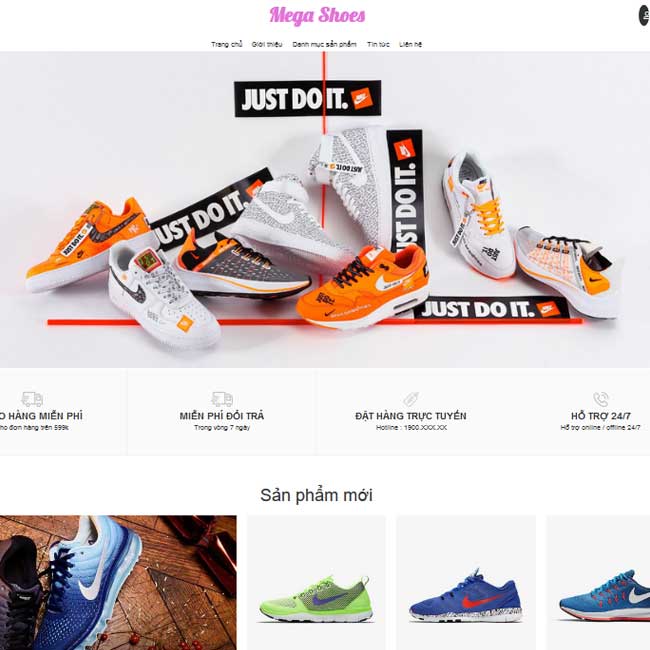 Mega Shoes
Trang chủ Giới thiệu Danh mục sản phẩm Tin tức Liên hệ
JUST DO IT.
JUST DO IT.
JUST DO IT.
JUST DO IT.
O HÀNG MIỄN PHÍ
ho đơn hàng trên 599k
MIỄN PHÍ ĐỔI TRẢ
Trong vòng 7 ngày
ĐẶT HÀNG TRỰC TUYẾN
Hotline : 1900.XXX.XX
HỖ TRỢ 24/7
Hỗ trợ online / offline 24/7
Sản phẩm mới